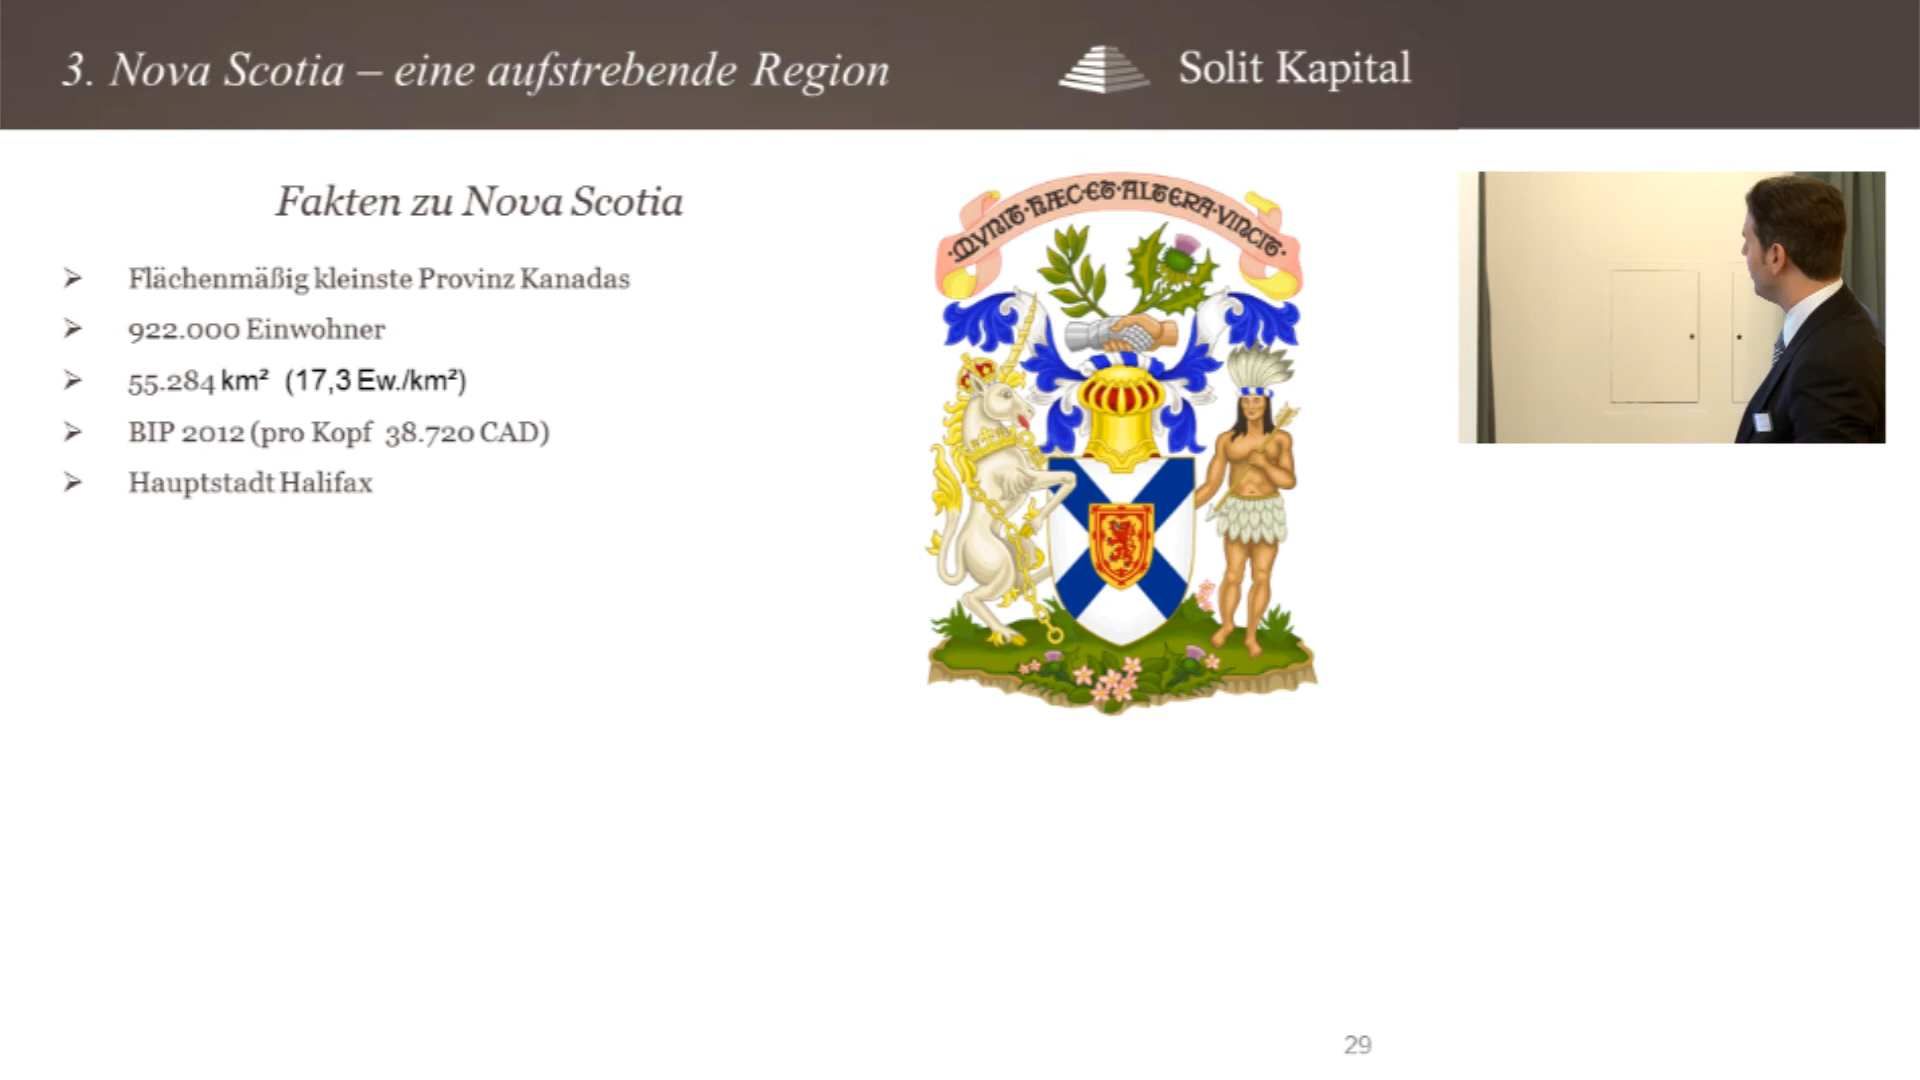 3. Nova Scotia – eine aufstrebende Region
Solit Kapital
Fakten zu Nova Scotia
MVNIT·HÆC·ET·ALTERA·VINCIT
➢ Flächenmäßig kleinste Provinz Kanadas
➢ 922.000 Einwohner
➢ 55.284 km² (17,3 Ew./km²)
➢ BIP 2012 (pro Kopf 38.720 CAD)
➢ Hauptstadt Halifax
29